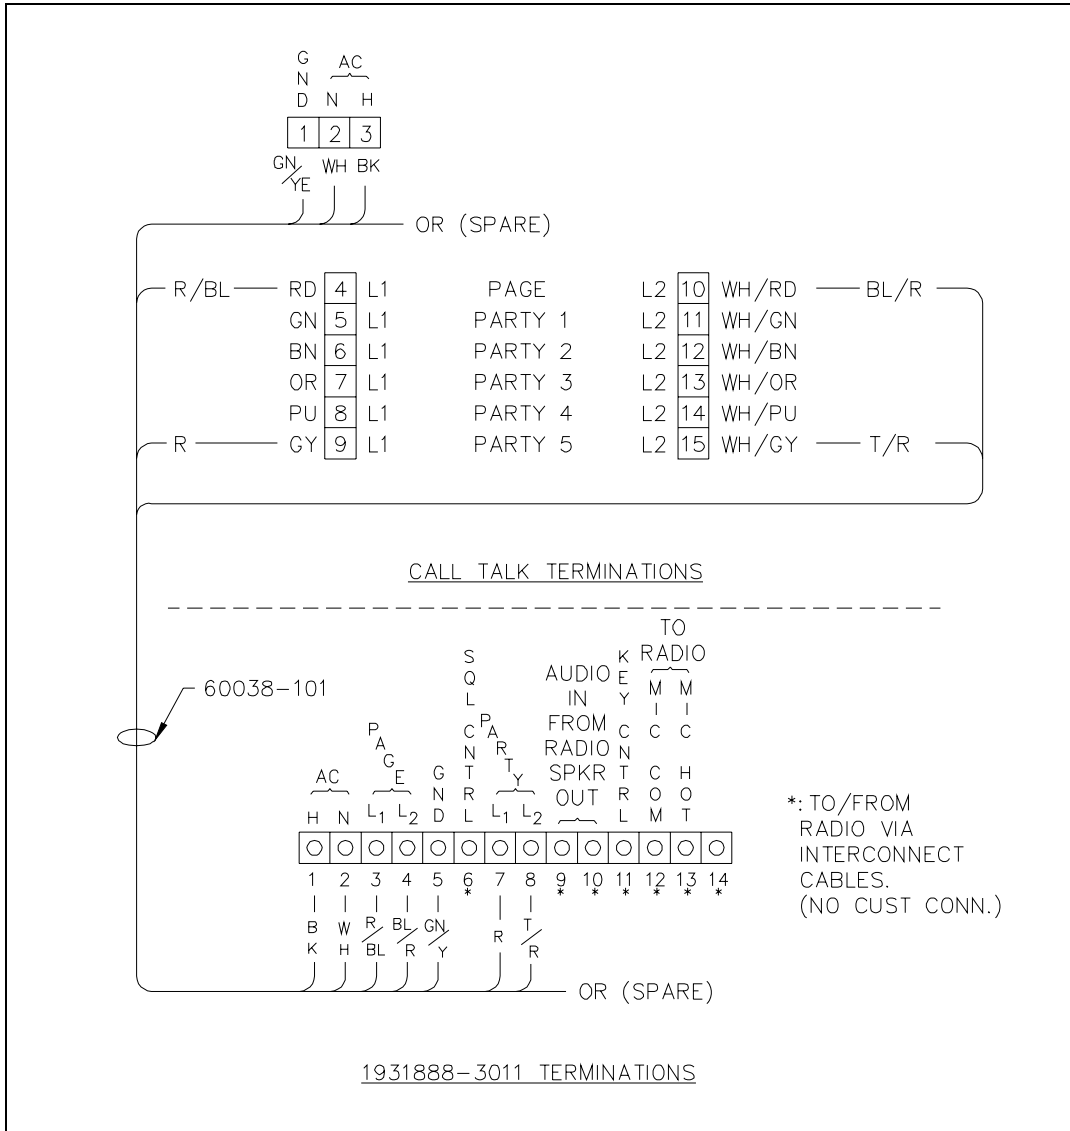 GND
AC
N H
1 2 3
GN/YE WH BK
OR (SPARE)
R/BL RD 4 L1 PAGE L2 10 WH/RD BL/R
GN 5 L1 PARTY 1 L2 11 WH/GN
BN 6 L1 PARTY 2 L2 12 WH/BN
OR 7 L1 PARTY 3 L2 13 WH/OR
PU 8 L1 PARTY 4 L2 14 WH/PU
R GY 9 L1 PARTY 5 L2 15 WH/GY T/R
CALL TALK TERMINATIONS
60038-101
AC
H N
PAGE
L1 L2
GND
SQL CNTRL
PARTY
L1 L2
AUDIO
IN
FROM
RADIO
SPKR
OUT
KEY CNTRL
TO
RADIO
MIC COM
MIC HOT
1 2 3 4 5 6 7 8 9 10 11 12 13 14
* * * * * * *
BK WH R/BL BL/R GN/Y R T/R
OR (SPARE)
*: TO/FROM
RADIO VIA
INTERCONNECT
CABLES.
(NO CUST CONN.)
1931888-3011 TERMINATIONS